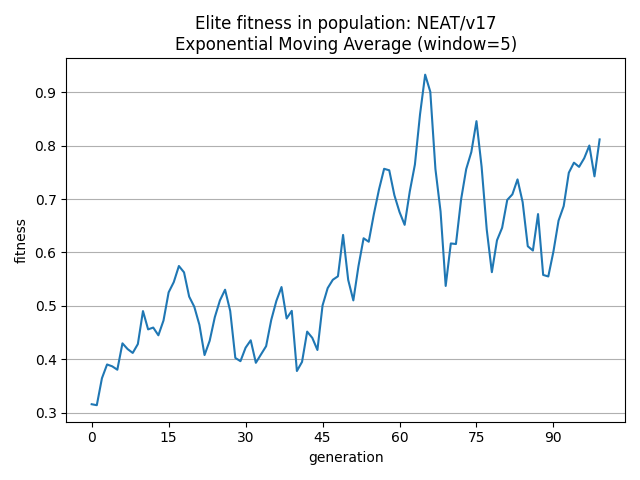 Elite fitness in population: NEAT/v17
Exponential Moving Average (window=5)
fitness
0.9
0.8
0.7
0.6
0.5
0.4
0.3
0 15 30 45 60 75 90
generation